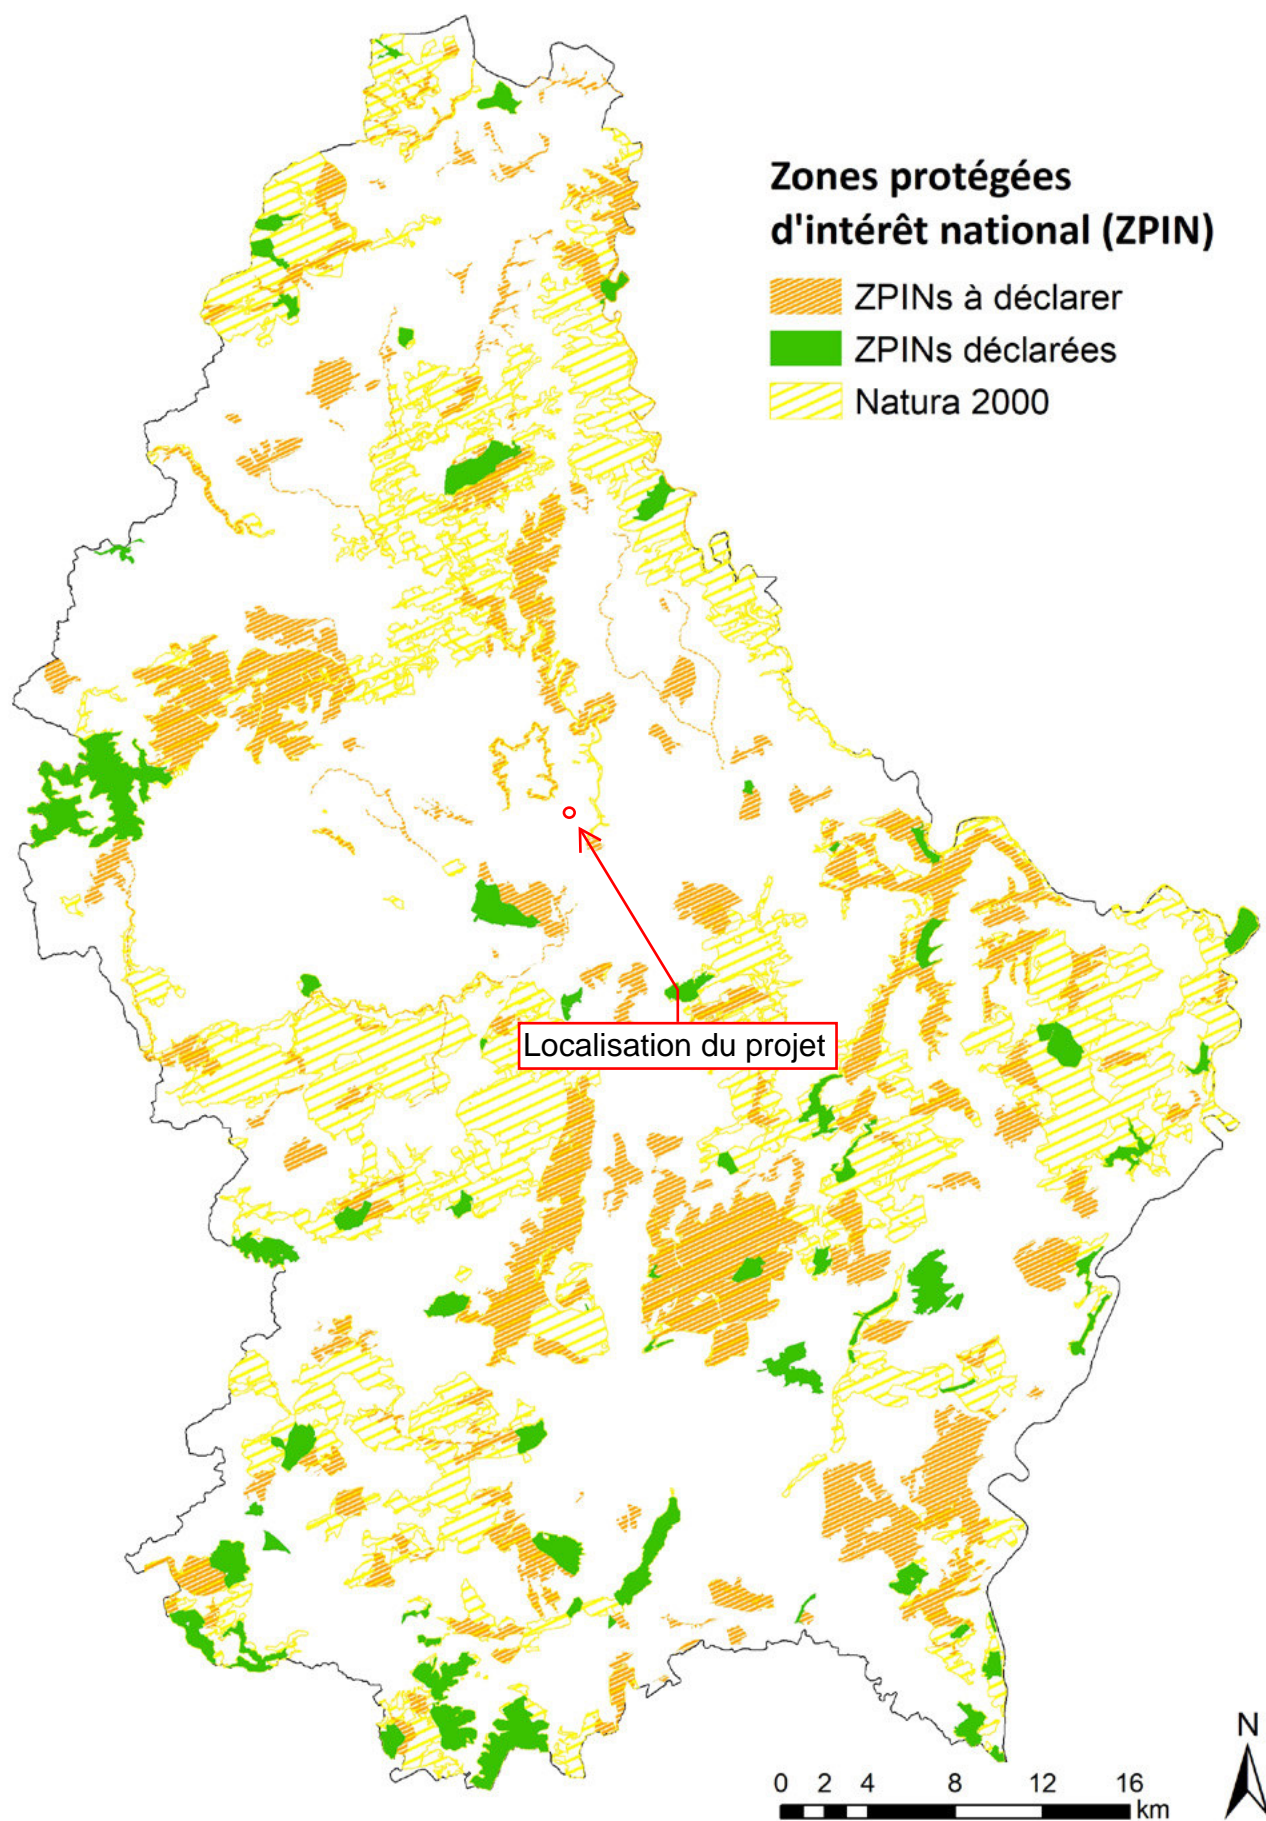 Zones protégées
d'intérêt national (ZPIN)
ZPINs à déclarer
ZPINs déclarées
Natura 2000
Localisation du projet
N
0 2 4 8 12 16
km